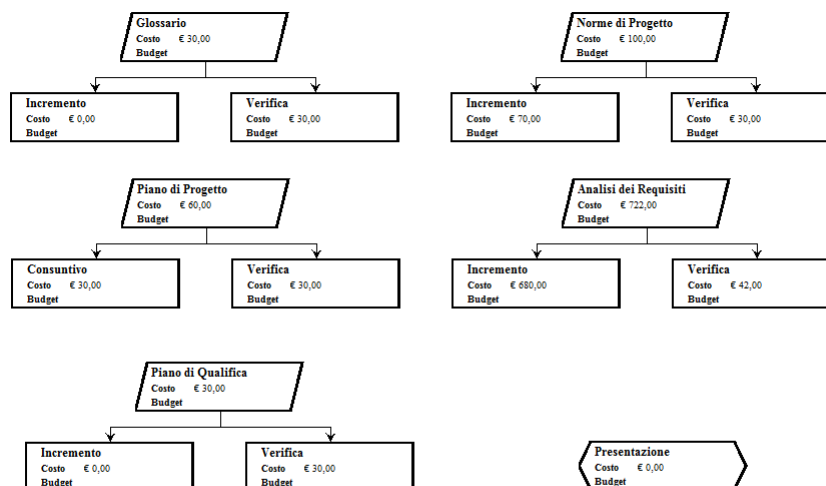 Glossario
Costo € 30,00
Budget
Norme di Progetto
Costo € 100,00
Budget
Incremento
Costo € 0,00
Budget
Verifica
Costo € 30,00
Budget
Incremento
Costo € 70,00
Budget
Verifica
Costo € 30,00
Budget
Piano di Progetto
Costo € 60,00
Budget
Analisi dei Requisiti
Costo € 722,00
Budget
Consuntivo
Costo € 30,00
Budget
Verifica
Costo € 30,00
Budget
Incremento
Costo € 680,00
Budget
Verifica
Costo € 42,00
Budget
Piano di Qualifica
Costo € 30,00
Budget
Incremento
Costo € 0,00
Budget
Verifica
Costo € 30,00
Budget
Presentazione
Costo € 0,00
Budget